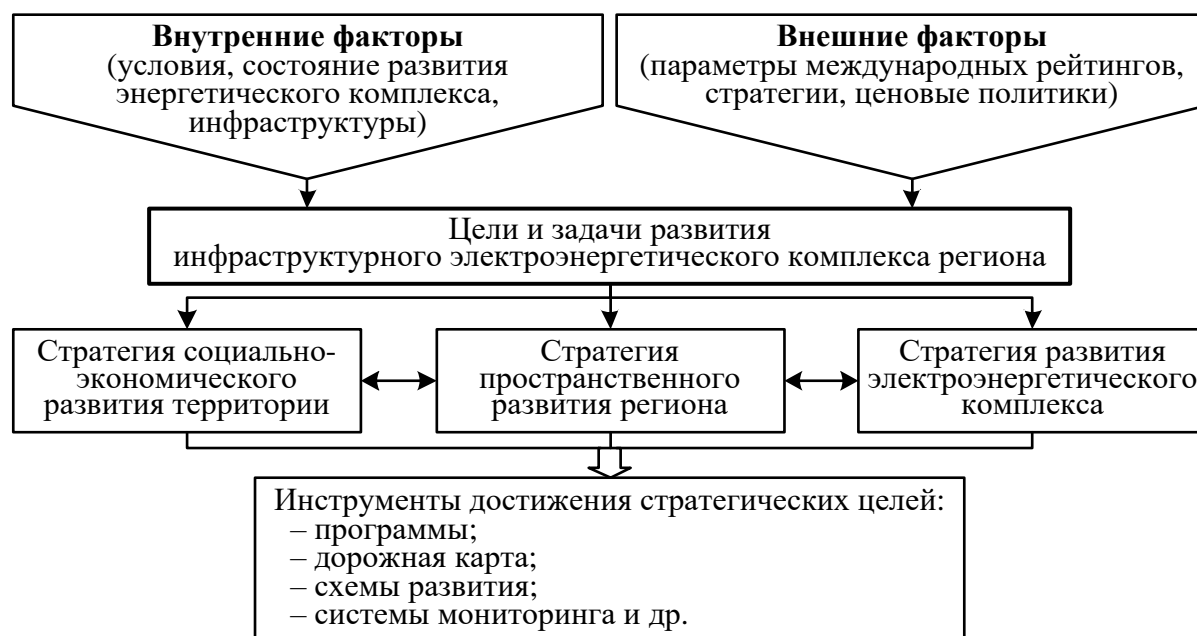 Внутренние факторы
(условия, состояние развития
энергетического комплекса,
инфраструктуры)
Внешние факторы
(параметры международных рейтингов,
стратегии, ценовые политики)
Цели и задачи развития
инфраструктурного электроэнергетического комплекса региона
Стратегия социально-
экономического
развития территории
Стратегия
пространственного
развития региона
Стратегия развития
электроэнергетического
комплекса
Инструменты достижения стратегических целей:
– программы;
– дорожная карта;
– схемы развития;
– системы мониторинга и др.